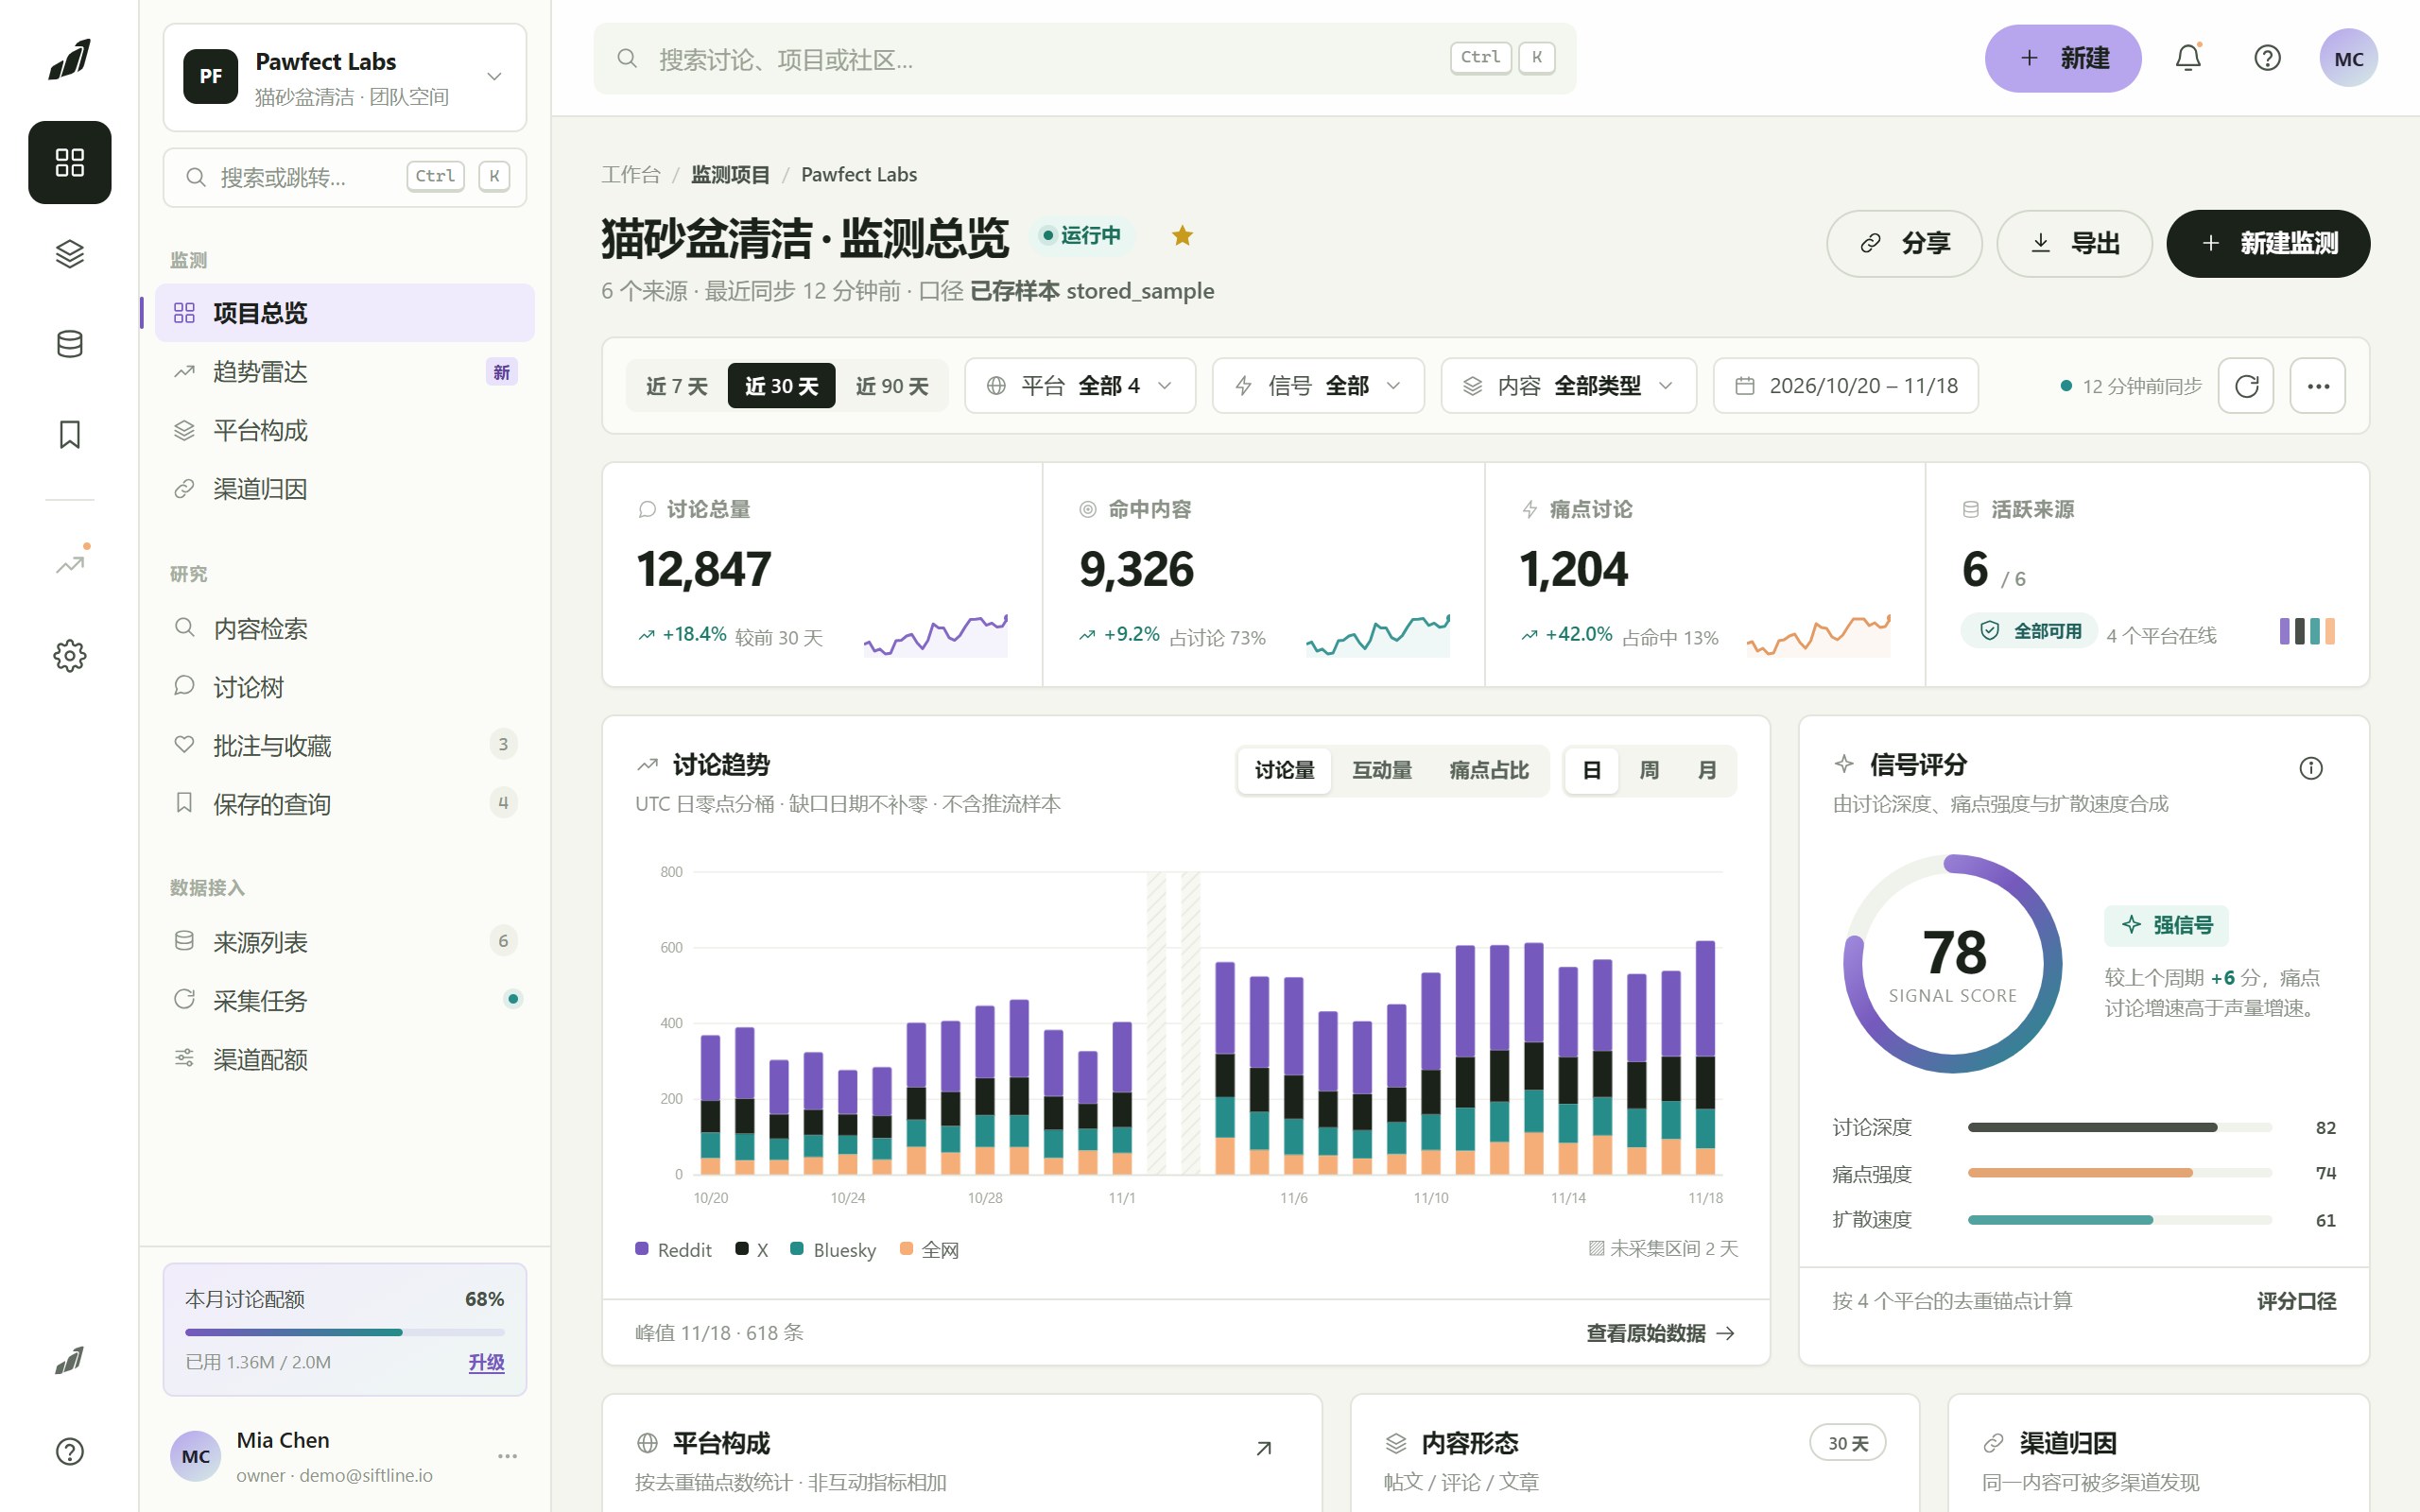 PF
Pawfect Labs
猫砂盆清洁 · 团队空间
搜索或跳转... Ctrl K
监测
项目总览
趋势雷达 新
平台构成
渠道归因
研究
内容检索
讨论树
批注与收藏 3
保存的查询 4
数据接入
来源列表 6
采集任务
渠道配额
本月讨论配额 68%
已用 1.36M / 2.0M 升级
MC
Mia Chen
owner · demo@siftline.io
搜索讨论、项目或社区... Ctrl K
新建
MC
工作台 / 监测项目 / Pawfect Labs
猫砂盆清洁 · 监测总览 运行中
6 个来源 · 最近同步 12 分钟前 · 口径 已存样本 stored_sample
分享 导出 新建监测
近 7 天 近 30 天 近 90 天 平台 全部 4 信号 全部 内容 全部类型 2026/10/20 – 11/18 12 分钟前同步
讨论总量
12,847
+18.4% 较前 30 天
命中内容
9,326
+9.2% 占讨论 73%
痛点讨论
1,204
+42.0% 占命中 13%
活跃来源
6 / 6
全部可用 4 个平台在线
讨论趋势
UTC 日零点分桶 · 缺口日期不补零 · 不含推流样本
讨论量 互动量 痛点占比 日 周 月
800
600
400
200
0
10/20 10/24 10/28 11/1 11/6 11/10 11/14 11/18
Reddit X Bluesky 全网 未采集区间 2 天
峰值 11/18 · 618 条 查看原始数据 →
信号评分
由讨论深度、痛点强度与扩散速度合成
78
SIGNAL SCORE
强信号
较上个周期 +6 分，痛点
讨论增速高于声量增速。
讨论深度 82
痛点强度 74
扩散速度 61
按 4 个平台的去重锚点计算 评分口径
平台构成
按去重锚点数统计 · 非互动指标相加
内容形态 30 天
帖文 / 评论 / 文章
渠道归因
同一内容可被多渠道发现